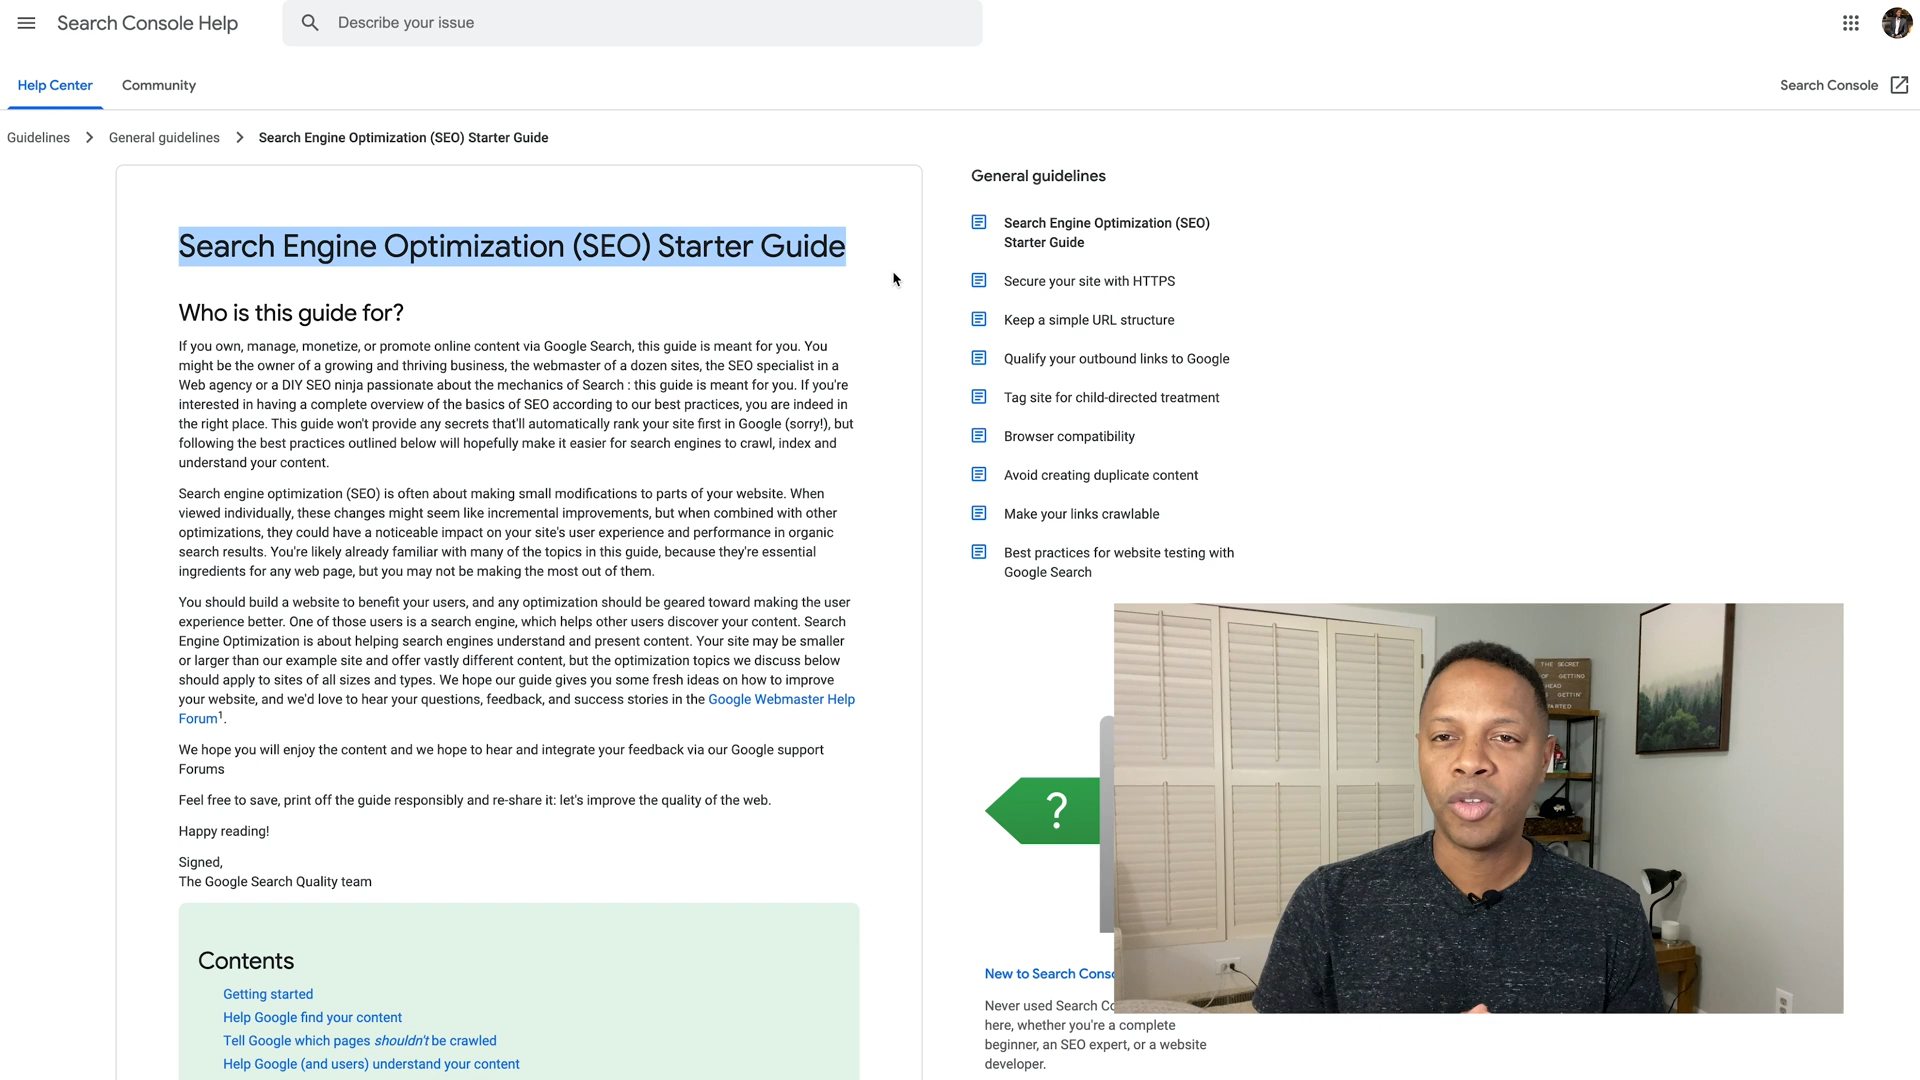 Search Console Help
Describe your issue
Help Center
Community
Search Console
Guidelines
General guidelines
Search Engine Optimization (SEO) Starter Guide
Search Engine Optimization (SEO) Starter Guide
Who is this guide for?
If you own, manage, monetize, or promote online content via Google Search, this guide is meant for you. You
might be the owner of a growing and thriving business, the webmaster of a dozen sites, the SEO specialist in a
Web agency or a DIY SEO ninja passionate about the mechanics of Search : this guide is meant for you. If you're
interested in having a complete overview of the basics of SEO according to our best practices, you are indeed in
the right place. This guide won't provide any secrets that'll automatically rank your site first in Google (sorry!), but
following the best practices outlined below will hopefully make it easier for search engines to crawl, index and
understand your content.
Search engine optimization (SEO) is often about making small modifications to parts of your website. When
viewed individually, these changes might seem like incremental improvements, but when combined with other
optimizations, they could have a noticeable impact on your site's user experience and performance in organic
search results. You're likely already familiar with many of the topics in this guide, because they're essential
ingredients for any web page, but you may not be making the most out of them.
You should build a website to benefit your users, and any optimization should be geared toward making the user
experience better. One of those users is a search engine, which helps other users discover your content. Search
Engine Optimization is about helping search engines understand and present content. Your site may be smaller
or larger than our example site and offer vastly different content, but the optimization topics we discuss below
should apply to sites of all sizes and types. We hope our guide gives you some fresh ideas on how to improve
your website, and we'd love to hear your questions, feedback, and success stories in the Google Webmaster Help
Forum¹.
We hope you will enjoy the content and we hope to hear and integrate your feedback via our Google support
Forums
Feel free to save, print off the guide responsibly and re-share it: let's improve the quality of the web.
Happy reading!
Signed,
The Google Search Quality team
Contents
Getting started
Help Google find your content
Tell Google which pages shouldn't be crawled
Help Google (and users) understand your content
General guidelines
Search Engine Optimization (SEO)
Starter Guide
Secure your site with HTTPS
Keep a simple URL structure
Qualify your outbound links to Google
Tag site for child-directed treatment
Browser compatibility
Avoid creating duplicate content
Make your links crawlable
Best practices for website testing with
Google Search
?
New to Search Conso
Never used Search Co
here, whether you're a complete
beginner, an SEO expert, or a website
developer.
THE SECRET
OF GETTING
HEAD
GETTIN'
ARTED